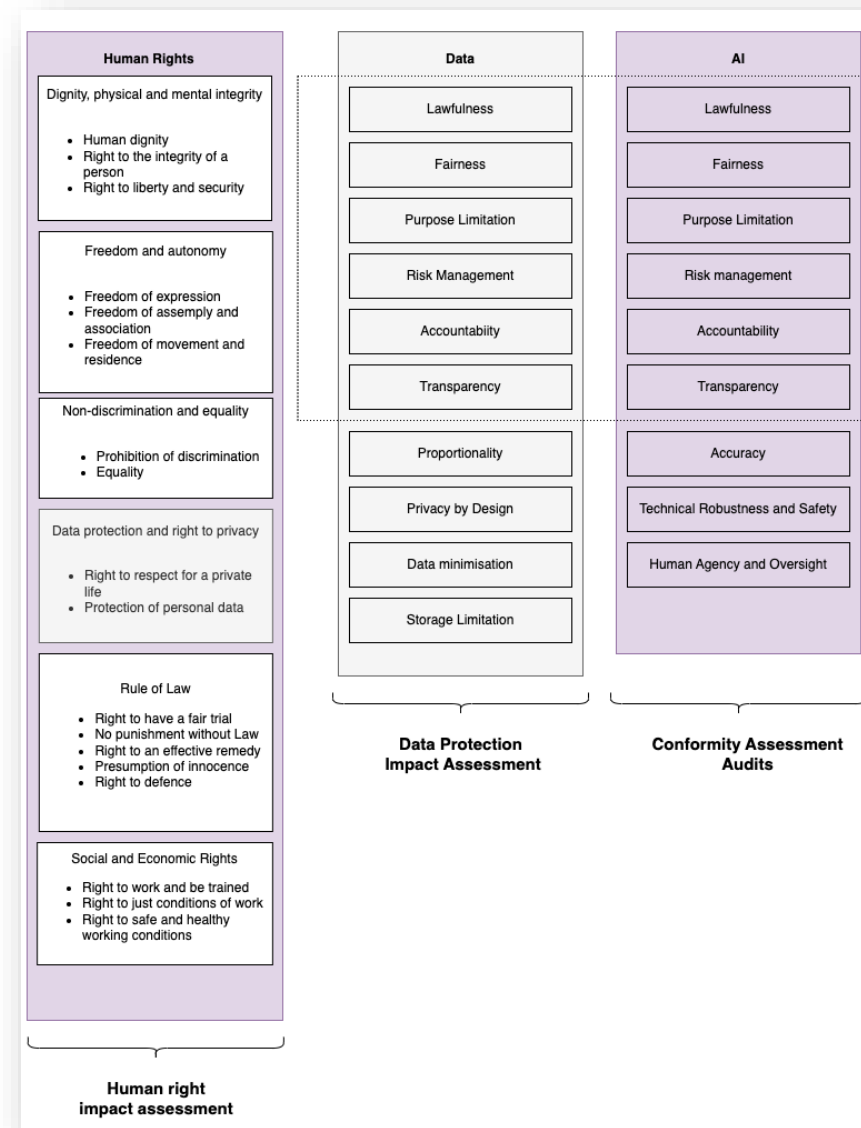 Human Rights
Dignity, physical and mental integrity
• Human dignity
• Right to the integrity of a
person
• Right to liberty and security
Freedom and autonomy
• Freedom of expression
• Freedom of assemply and
association
• Freedom of movement and
residence
Non-discrimination and equality
• Prohibition of discrimination
• Equality
Data protection and right to privacy
• Right to respect for a private
life
• Protection of personal data
Rule of Law
• Right to have a fair trial
• No punishment without Law
• Right to an effective remedy
• Presumption of innocence
• Right to defence
Social and Economic Rights
• Right to work and be trained
• Right to just conditions of work
• Right to safe and healthy
working conditions
Human right
impact assessment
Data
Lawfulness
Fairness
Purpose Limitation
Risk Management
Accountabiity
Transparency
Proportionality
Privacy by Design
Data minimisation
Storage Limitation
Data Protection
Impact Assessment
AI
Lawfulness
Fairness
Purpose Limitation
Risk management
Accountability
Transparency
Accuracy
Technical Robustness and Safety
Human Agency and Oversight
Conformity Assessment
Audits